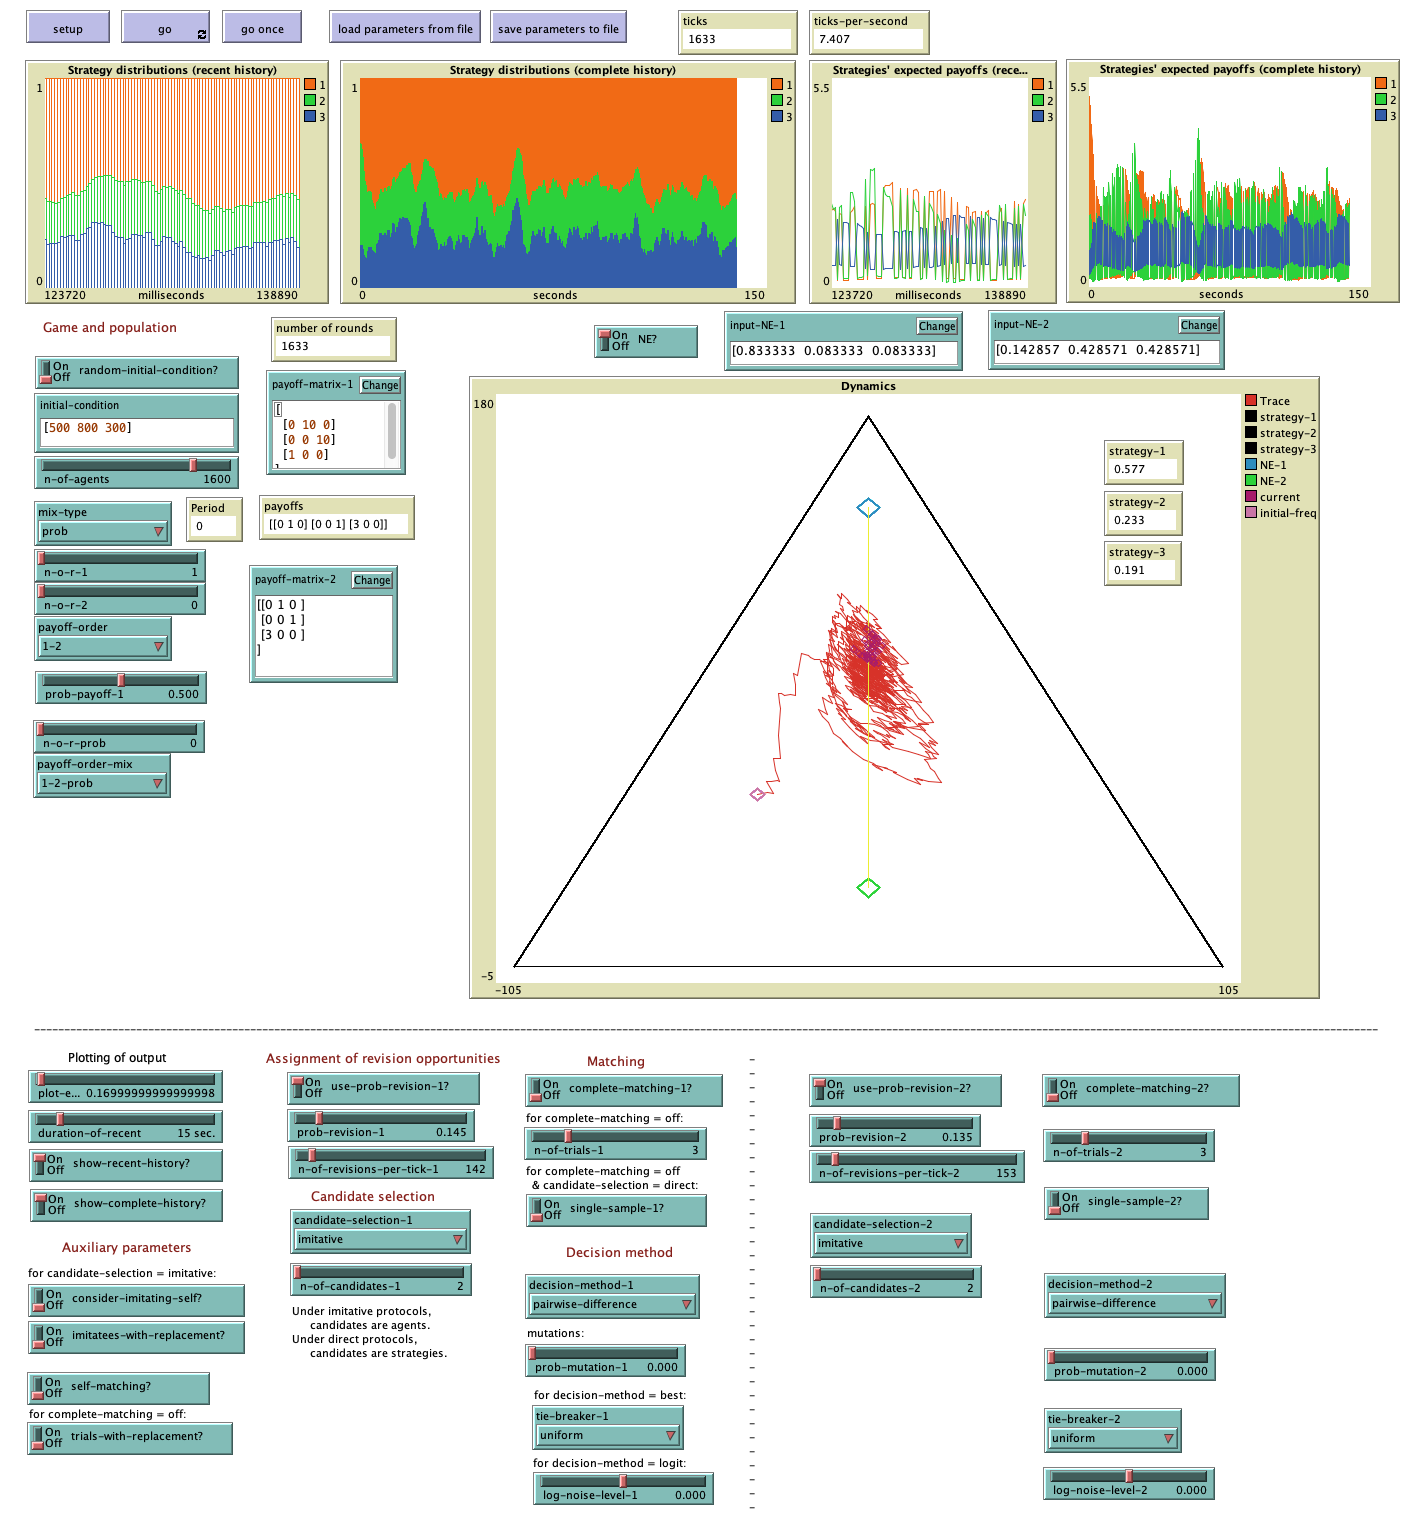 setup
go
go once
load parameters from file
save parameters to file
ticks
1633
ticks-per-second
7.407
Strategy distributions (recent history)
1
0
123720
milliseconds
138890
1
2
3
Strategy distributions (complete history)
1
0
0
seconds
150
1
2
3
Strategies' expected payoffs (rece...
5.5
0
123720
milliseconds
138890
1
2
3
Strategies' expected payoffs (complete history)
5.5
0
0
seconds
150
1
2
3
Game and population
number of rounds
1633
On
Off
NE?
input-NE-1
Change
[0.833333 0.083333 0.083333]
input-NE-2
Change
[0.142857 0.428571 0.428571]
On
Off
random-initial-condition?
initial-condition
[500 800 300]
n-of-agents
1600
payoff-matrix-1
Change
[
[0 10 0]
[0 0 10]
[1 0 0]
mix-type
prob
Period
0
payoffs
[[0 1 0] [0 0 1] [3 0 0]]
n-o-r-1
1
n-o-r-2
0
payoff-order
1-2
payoff-matrix-2
Change
[[0 1 0 ]
[0 0 1 ]
[3 0 0 ]
]
prob-payoff-1
0.500
n-o-r-prob
0
payoff-order-mix
1-2-prob
Dynamics
180
-5
-105
105
strategy-1
0.577
strategy-2
0.233
strategy-3
0.191
Trace
strategy-1
strategy-2
strategy-3
NE-1
NE-2
current
initial-freq
Plotting of output
plot-e...
0.16999999999999998
duration-of-recent
15 sec.
On
Off
show-recent-history?
On
Off
show-complete-history?
Auxiliary parameters
for candidate-selection = imitative:
On
Off
consider-imitating-self?
On
Off
imitatees-with-replacement?
On
Off
self-matching?
for complete-matching = off:
On
Off
trials-with-replacement?
Assignment of revision opportunities
On
Off
use-prob-revision-1?
prob-revision-1
0.145
n-of-revisions-per-tick-1
142
Candidate selection
candidate-selection-1
imitative
n-of-candidates-1
2
Under imitative protocols,
candidates are agents.
Under direct protocols,
candidates are strategies.
Matching
On
Off
complete-matching-1?
for complete-matching = off:
n-of-trials-1
3
for complete-matching = off
& candidate-selection = direct:
On
Off
single-sample-1?
Decision method
decision-method-1
pairwise-difference
mutations:
prob-mutation-1
0.000
for decision-method = best:
tie-breaker-1
uniform
for decision-method = logit:
log-noise-level-1
0.000
On
Off
use-prob-revision-2?
prob-revision-2
0.135
n-of-revisions-per-tick-2
153
candidate-selection-2
imitative
n-of-candidates-2
2
On
Off
complete-matching-2?
n-of-trials-2
3
On
Off
single-sample-2?
decision-method-2
pairwise-difference
prob-mutation-2
0.000
tie-breaker-2
uniform
log-noise-level-2
0.000